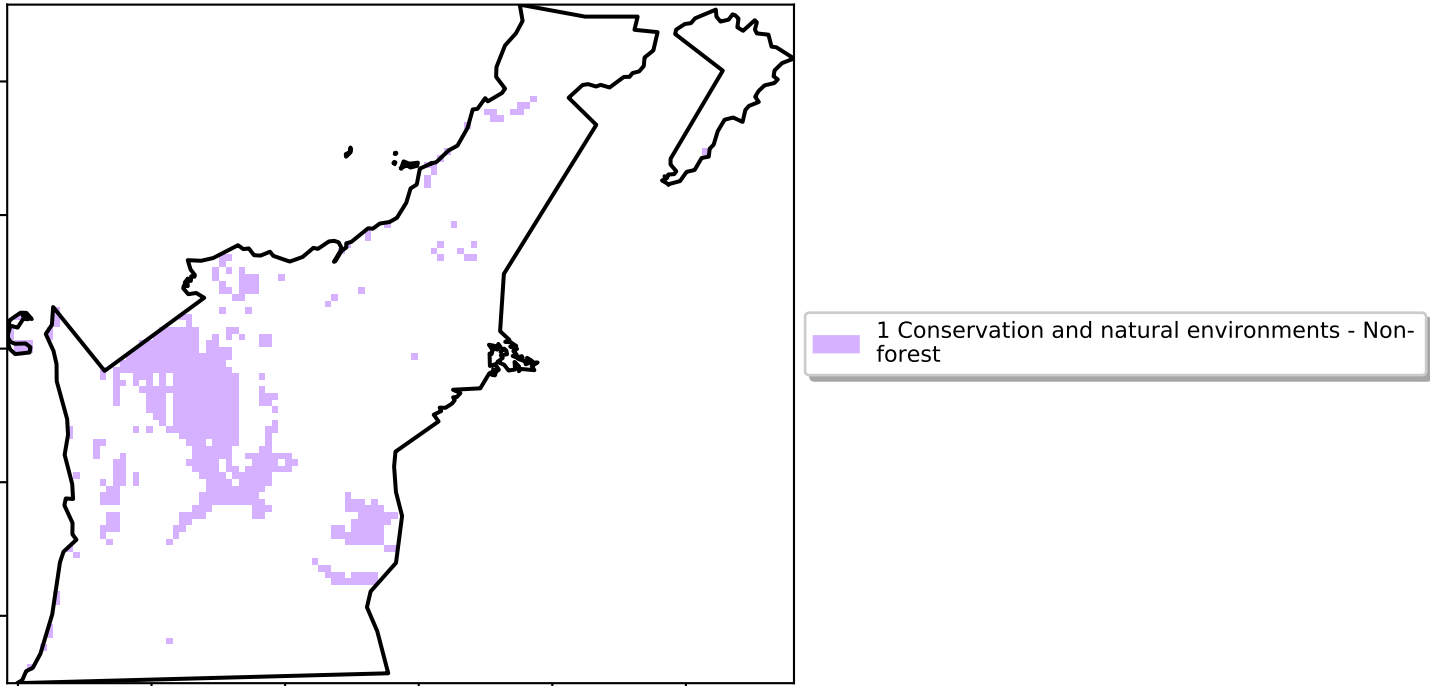 1 Conservation and natural environments - Non-
forest